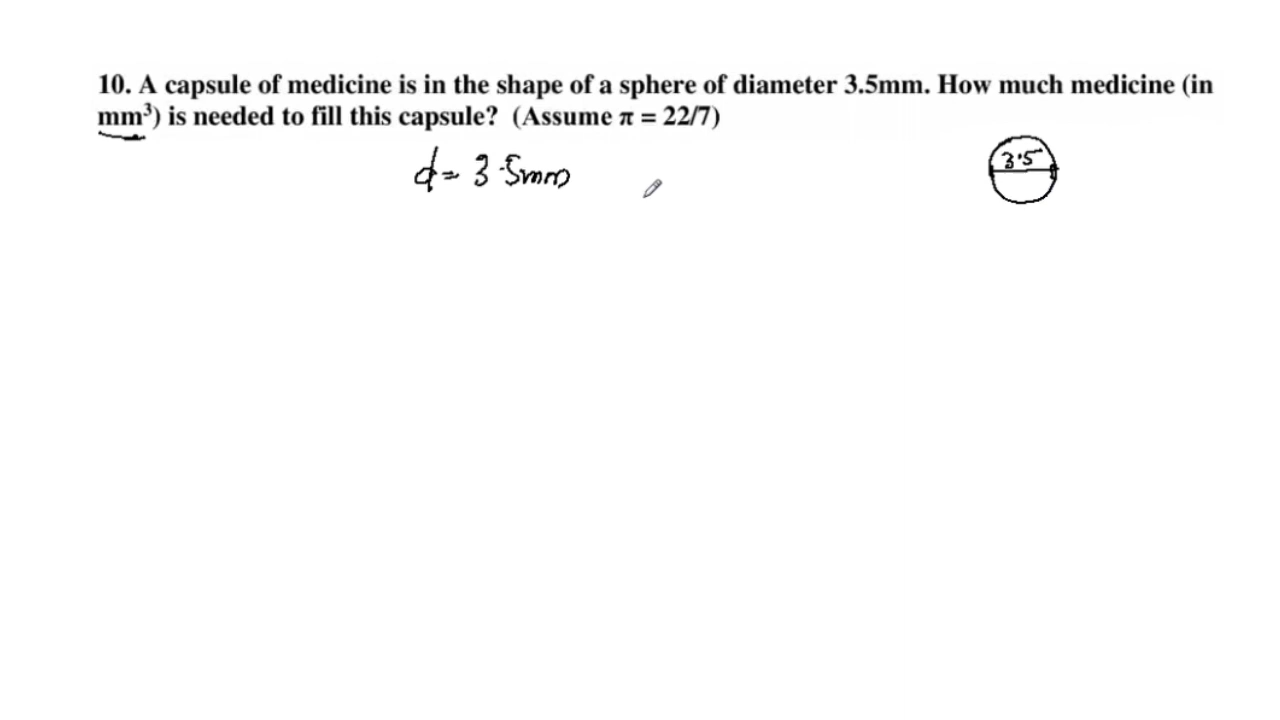 10. A capsule of medicine is in the shape of a sphere of diameter 3.5mm. How much medicine (in
mm³) is needed to fill this capsule? (Assume π = 22/7)
d = 3.5mm
3.5